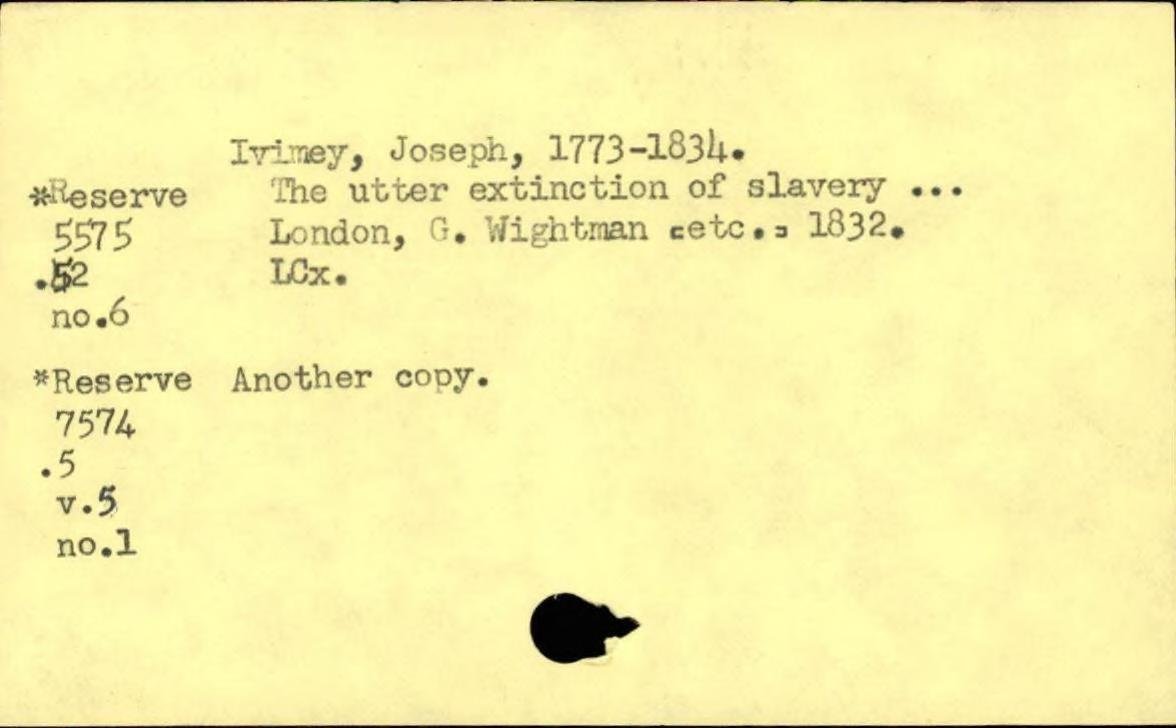 Ivimey, Joseph, 1773-1834.
*Reserve The utter extinction of slavery ...
5575 London, G. Wightman [etc.] 1832.
.52 LCx.
no.6
*Reserve Another copy.
7574
.5
v.5
no.1